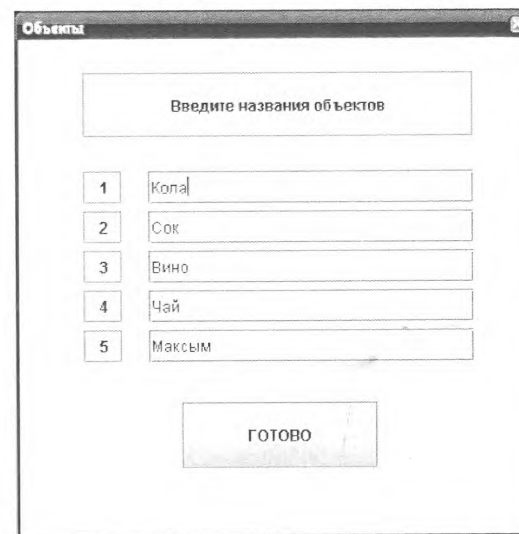 Объекты
Введите названия объектов
1 Кола
2 Сок
3 Вино
4 Чай
5 Максым
ГОТОВО